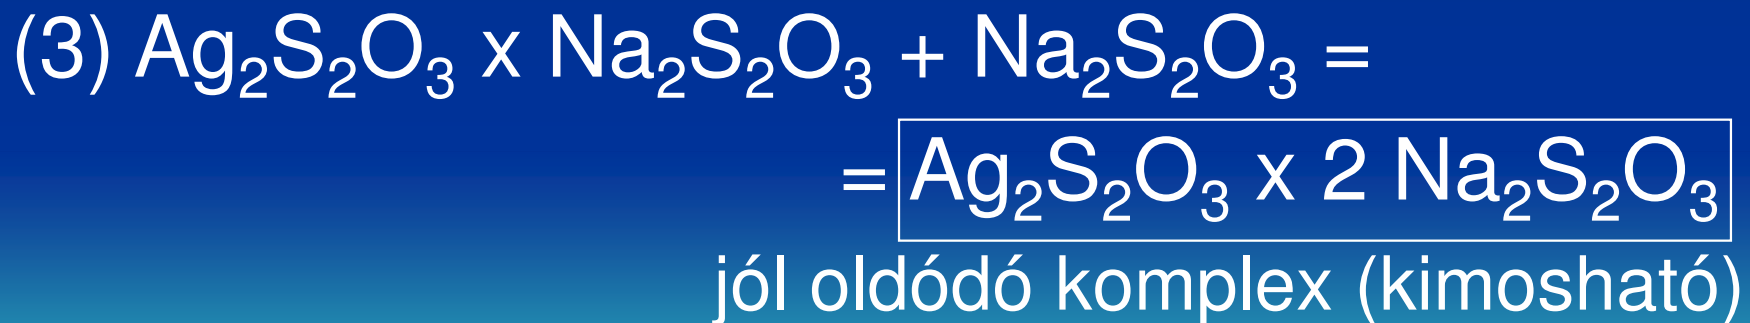 (3) Ag₂S₂O₃ x Na₂S₂O₃ + Na₂S₂O₃ =
= Ag₂S₂O₃ x 2 Na₂S₂O₃
jól oldódó komplex (kimosható)